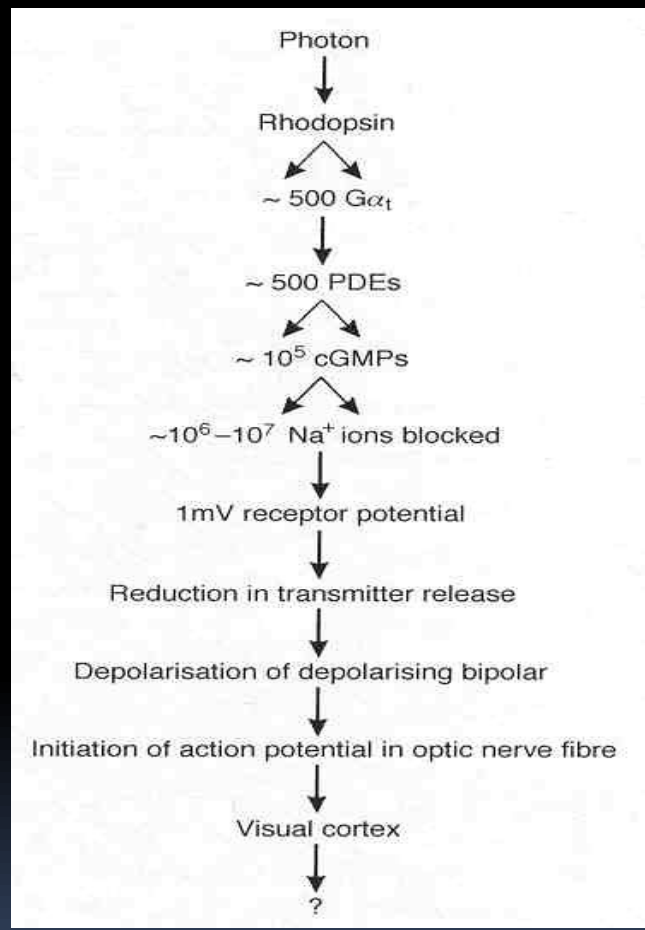 Photon
Rhodopsin
~ 500 Gαt
~ 500 PDEs
~ 10⁵ cGMPs
~10⁶–10⁷ Na⁺ ions blocked
1mV receptor potential
Reduction in transmitter release
Depolarisation of depolarising bipolar
Initiation of action potential in optic nerve fibre
Visual cortex
?